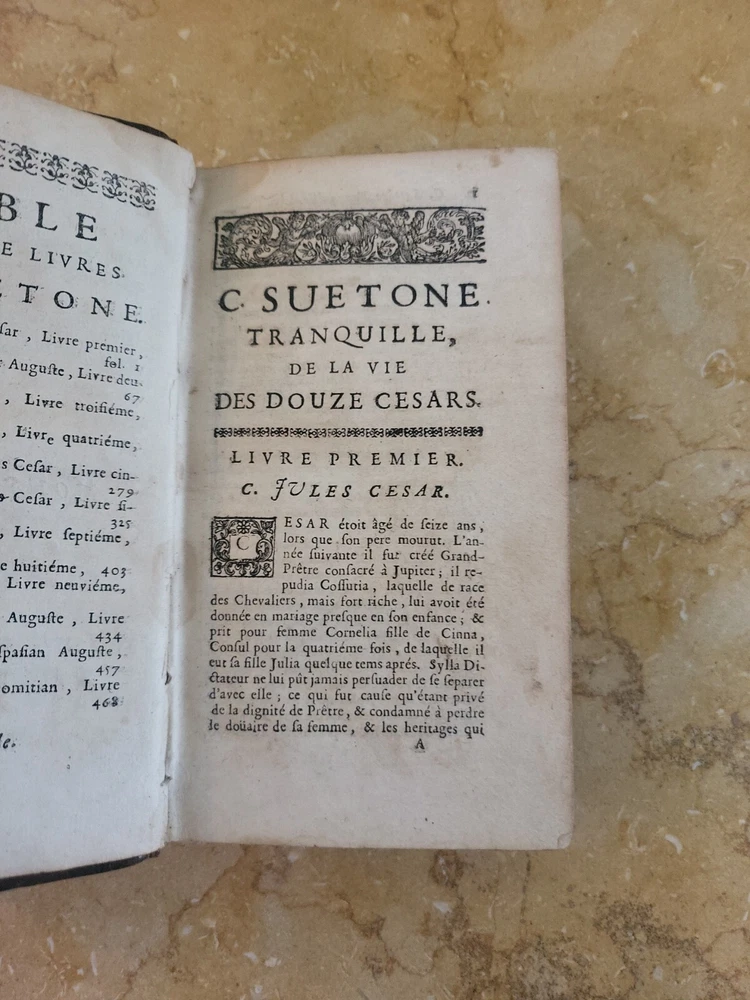 BLE
E LIVRES
ETONE.
ſar, Livre premier,
fol. 1
Auguſte, Livre deu-
67
, Livre troiſiéme,
, Livre quatriéme,
s Ceſar, Livre cin-
279
Ceſar, Livre ſi-
325
, Livre ſeptiéme,
e huitiéme, 403
Livre neuviéme,
Auguſte, Livre
434
ſpaſian Auguſte,
457
omitian, Livre
468
1
C. SUETONE
TRANQUILLE,
DE LA VIE
DES DOUZE CESARS.
LIVRE PREMIER.
C. JULES CESAR.
CESAR étoit âgé de ſeize ans,
lors que ſon pere mourut. L'an-
née ſuivante il fut créé Grand-
Prêtre conſacré à Jupiter; il re-
pudia Coſſutia, laquelle de race
des Chevaliers, mais fort riche, lui avoit été
donnée en mariage preſque en ſon enfance; &
prit pour femme Cornelia fille de Cinna,
Conſul pour la quatriéme fois, de laquelle il
eut ſa fille Julia quelque tems aprés. Sylla Di-
ctateur ne lui pût jamais perſuader de ſe ſeparer
d'avec elle; ce qui fut cauſe qu'étant privé
de la dignité de Prêtre, & condamné à perdre
le doüaire de ſa femme, & les heritages qui
A